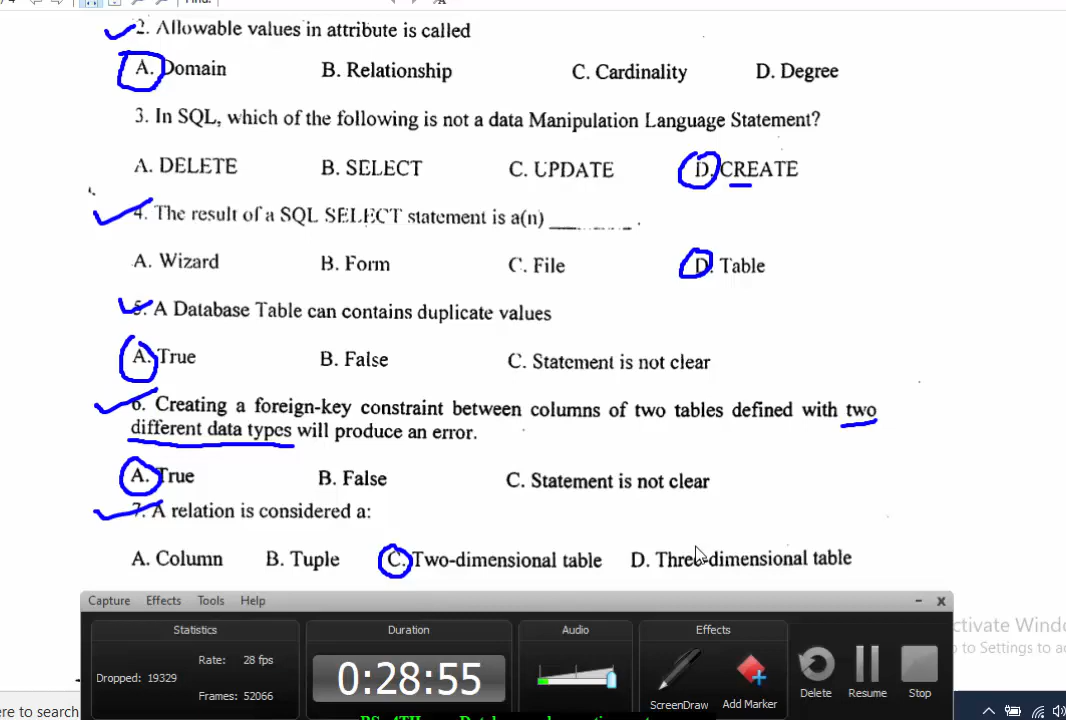 Find:
2. Allowable values in attribute is called
A. Domain B. Relationship C. Cardinality D. Degree
3. In SQL, which of the following is not a data Manipulation Language Statement?
A. DELETE B. SELECT C. UPDATE D. CREATE
4. The result of a SQL SELECT statement is a(n) ________ .
A. Wizard B. Form C. File D. Table
5. A Database Table can contains duplicate values
A. True B. False C. Statement is not clear
6. Creating a foreign-key constraint between columns of two tables defined with two
different data types will produce an error.
A. True B. False C. Statement is not clear
7. A relation is considered a:
A. Column B. Tuple C. Two-dimensional table D. Three-dimensional table
Capture Effects Tools Help
Statistics Duration Audio Effects
Rate: 28 fps
Dropped: 19329
Frames: 52066
0:28:55
ScreenDraw Add Marker Delete Resume Stop
ctivate Windo
to Settings to ac
ere to search